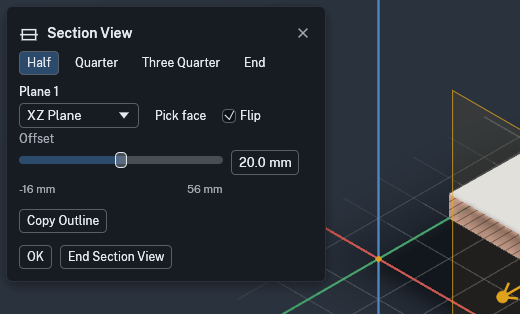 Section View
Half Quarter Three Quarter End
Plane 1
XZ Plane Pick face Flip
Offset
20.0 mm
-16 mm 56 mm
Copy Outline
OK End Section View